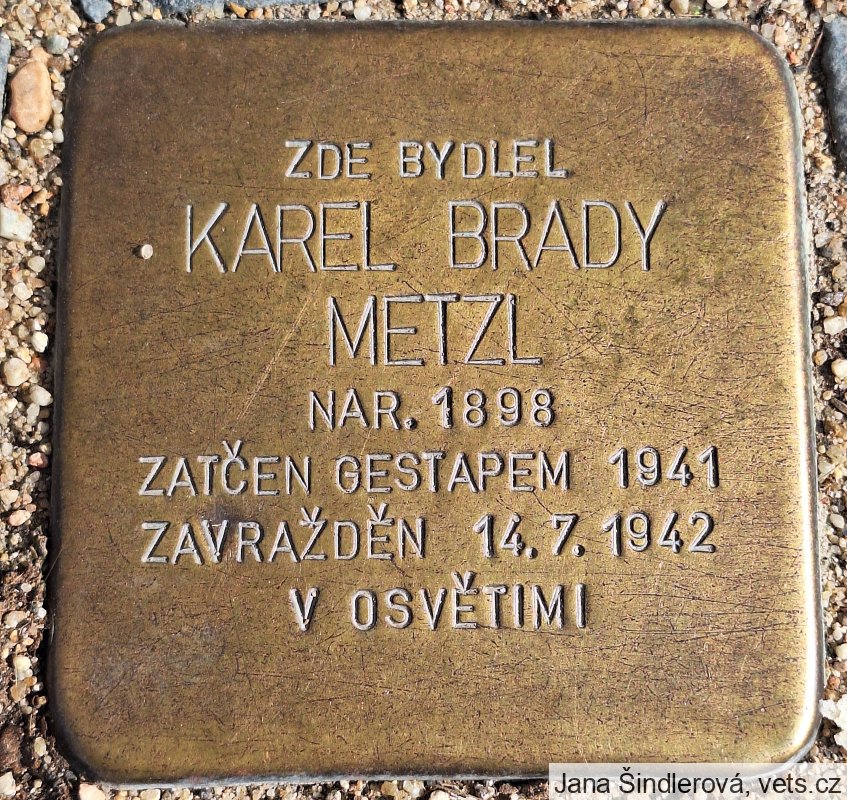 ZDE BYDLEL
KAREL BRADY
METZL
NAR. 1898
ZATČEN GESTAPEM 1941
ZAVRAŽDĚN 14.7.1942
V OSVĚTIMI
Jana Šindlerová, vets.cz